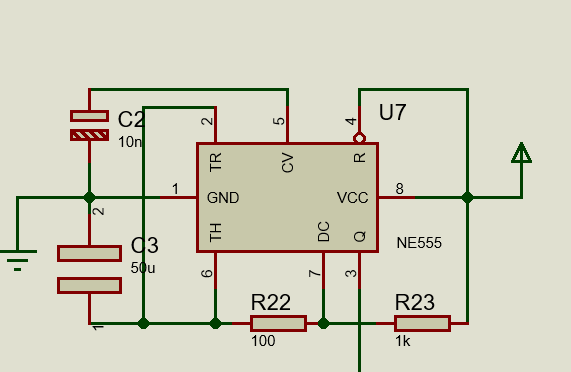 C2
10n
2
5
4
U7
TR
CV
R
1
GND
VCC
8
2
TH
DC
Q
NE555
C3
50u
6
7
3
R22
R23
1
100
1k